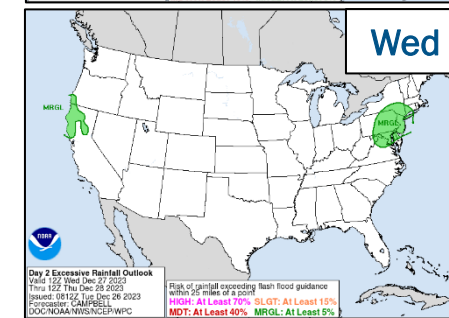 Wed
MRGL
MRGL
NOAA
Day 2 Excessive Rainfall Outlook
Valid 12Z Wed Dec 27 2023
Thru 12Z Thu Dec 28 2023
Issued: 0812Z Tue Dec 26 2023
Forecaster: CAMPBELL
DOC/NOAA/NWS/NCEP/WPC
Risk of rainfall exceeding flash flood guidance
within 25 miles of a point
HIGH: At Least 70% SLGT: At Least 15%
MDT: At Least 40% MRGL: At Least 5%